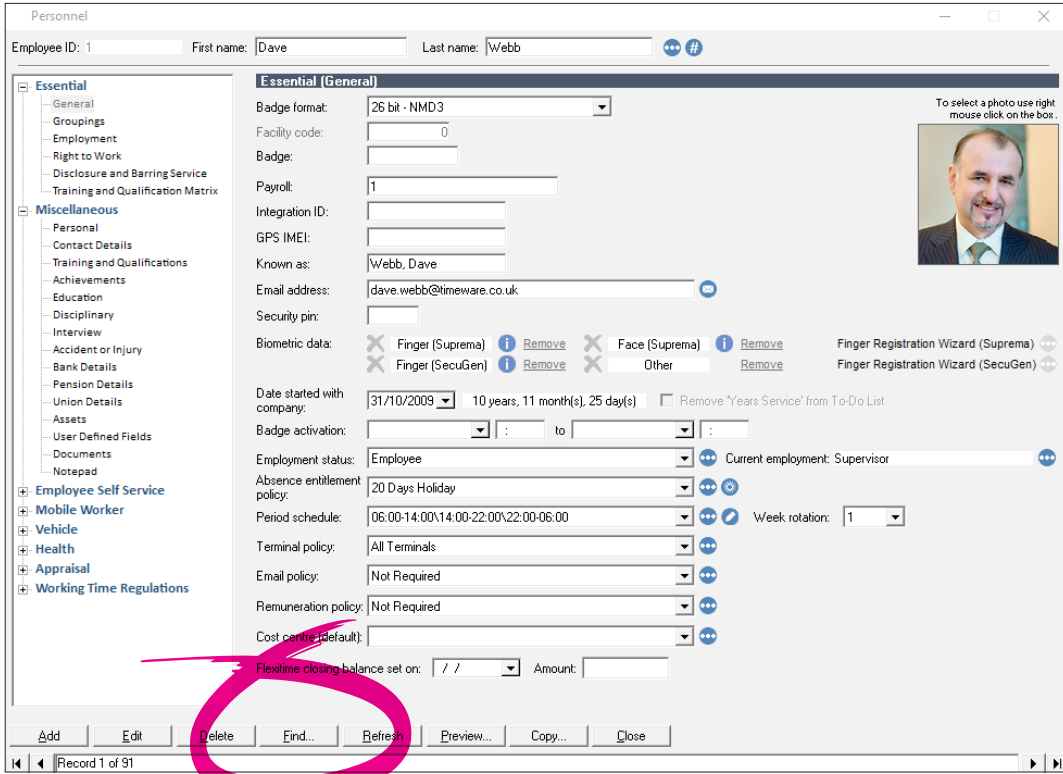 Personnel
Employee ID: 1 First name: Dave Last name: Webb #
Essential
General
Groupings
Employment
Right to Work
Disclosure and Barring Service
Training and Qualification Matrix
Miscellaneous
Personal
Contact Details
Training and Qualifications
Achievements
Education
Disciplinary
Interview
Accident or Injury
Bank Details
Pension Details
Union Details
Assets
User Defined Fields
Documents
Notepad
Employee Self Service
Mobile Worker
Vehicle
Health
Appraisal
Working Time Regulations
Essential (General)
To select a photo use right
mouse click on the box.
Badge format: 26 bit - NMD3
Facility code: 0
Badge:
Payroll: 1
Integration ID:
GPS IMEI:
Known as: Webb, Dave
Email address: dave.webb@timeware.co.uk
Security pin:
Biometric data: Finger (Suprema) i Remove Face (Suprema) i Remove Finger Registration Wizard (Suprema)
Finger (SecuGen) i Remove Other Remove Finger Registration Wizard (SecuGen)
Date started with
company: 31/10/2009 10 years, 11 month(s), 25 day(s) Remove 'Years Service' from To-Do List
Badge activation: : to :
Employment status: Employee Current employment: Supervisor
Absence entitlement
policy: 20 Days Holiday
Period schedule: 06:00-14:00\14:00-22:00\22:00-06:00 Week rotation: 1
Terminal policy: All Terminals
Email policy: Not Required
Remuneration policy: Not Required
Cost centre (default):
Flexitime closing balance set on: / / Amount:
Add Edit Delete Find... Refresh Preview... Copy... Close
Record 1 of 91